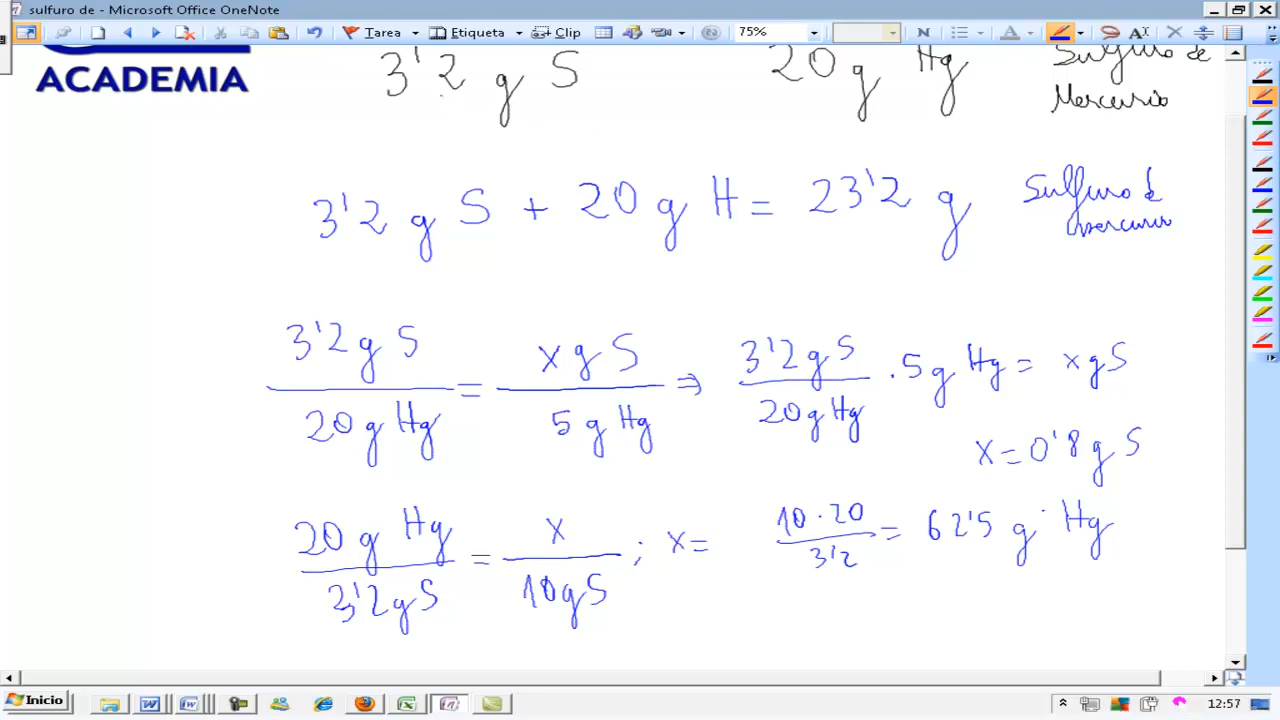 sulfuro de - Microsoft Office OneNote
Tarea Etiqueta Clip 75% N A
ACADEMIA
3'2 g S 20 g Hg Sulfuro de
Mercurio
3'2 g S + 20 g H = 23'2 g Sulfuro de
mercurio
3'2 g S / 20 g Hg = x g S / 5 g Hg ⇒ 3'2 g S / 20 g Hg · 5 g Hg = x g S
x = 0'8 g S
20 g Hg / 3'2 g S = x / 10 g S ; x = 10 · 20 / 3'2 = 62'5 g Hg
Inicio 12:57